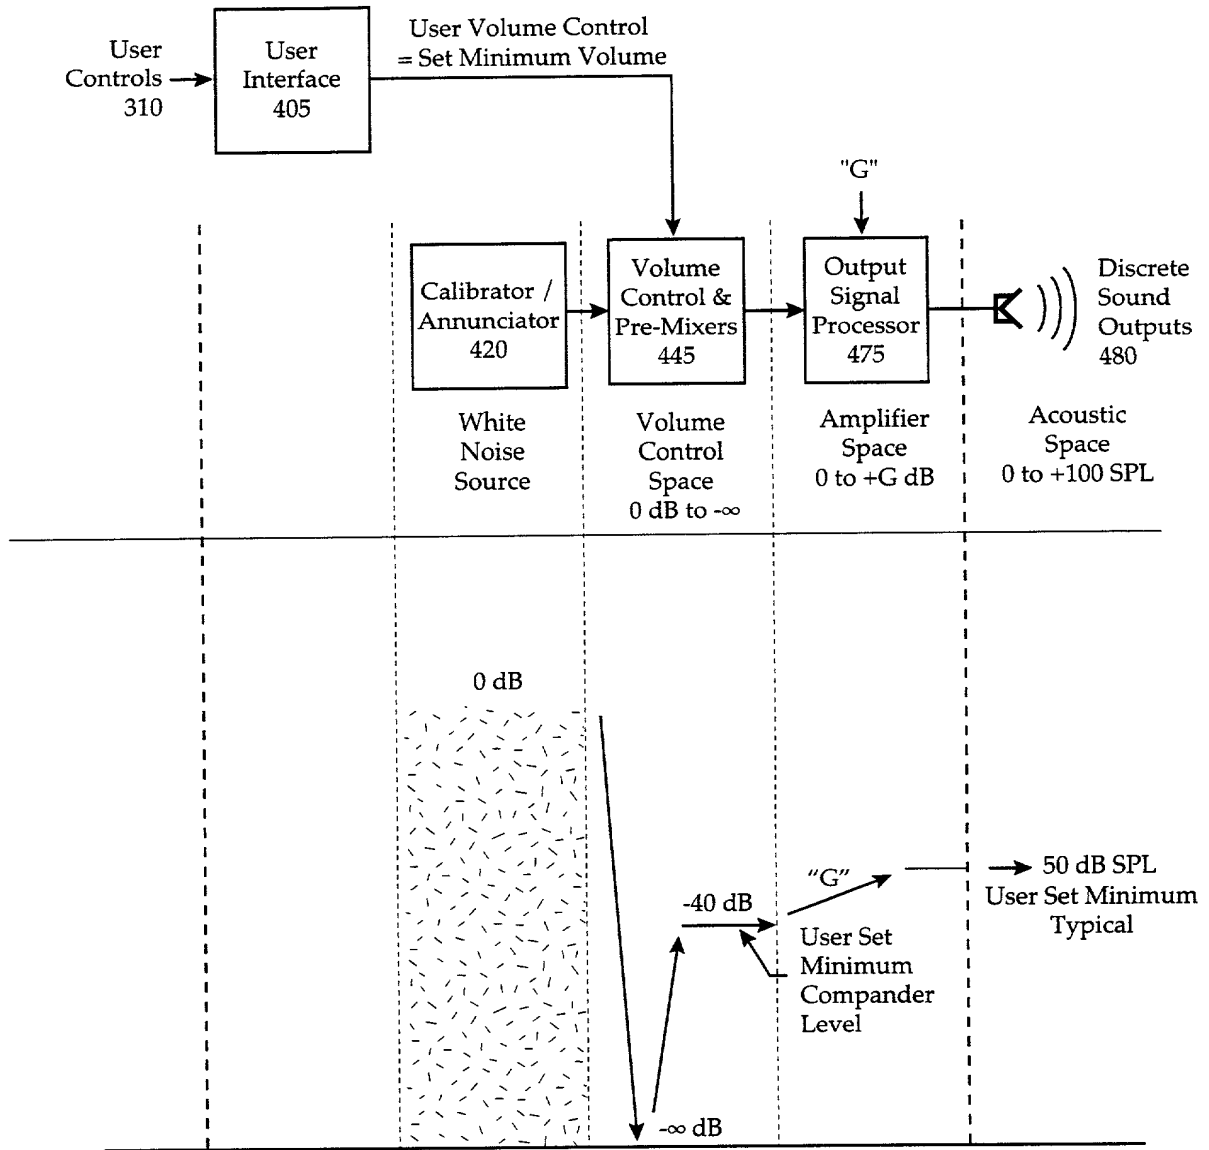 User Volume Control
= Set Minimum Volume
User
Controls
310
User
Interface
405
"G"
Calibrator /
Annunciator
420
Volume
Control &
Pre-Mixers
445
Output
Signal
Processor
475
Discrete
Sound
Outputs
480
White
Noise
Source
Volume
Control
Space
0 dB to -∞
Amplifier
Space
0 to +G dB
Acoustic
Space
0 to +100 SPL
0 dB
-40 dB
"G"
50 dB SPL
User Set Minimum
Typical
User Set
Minimum
Compander
Level
-∞ dB